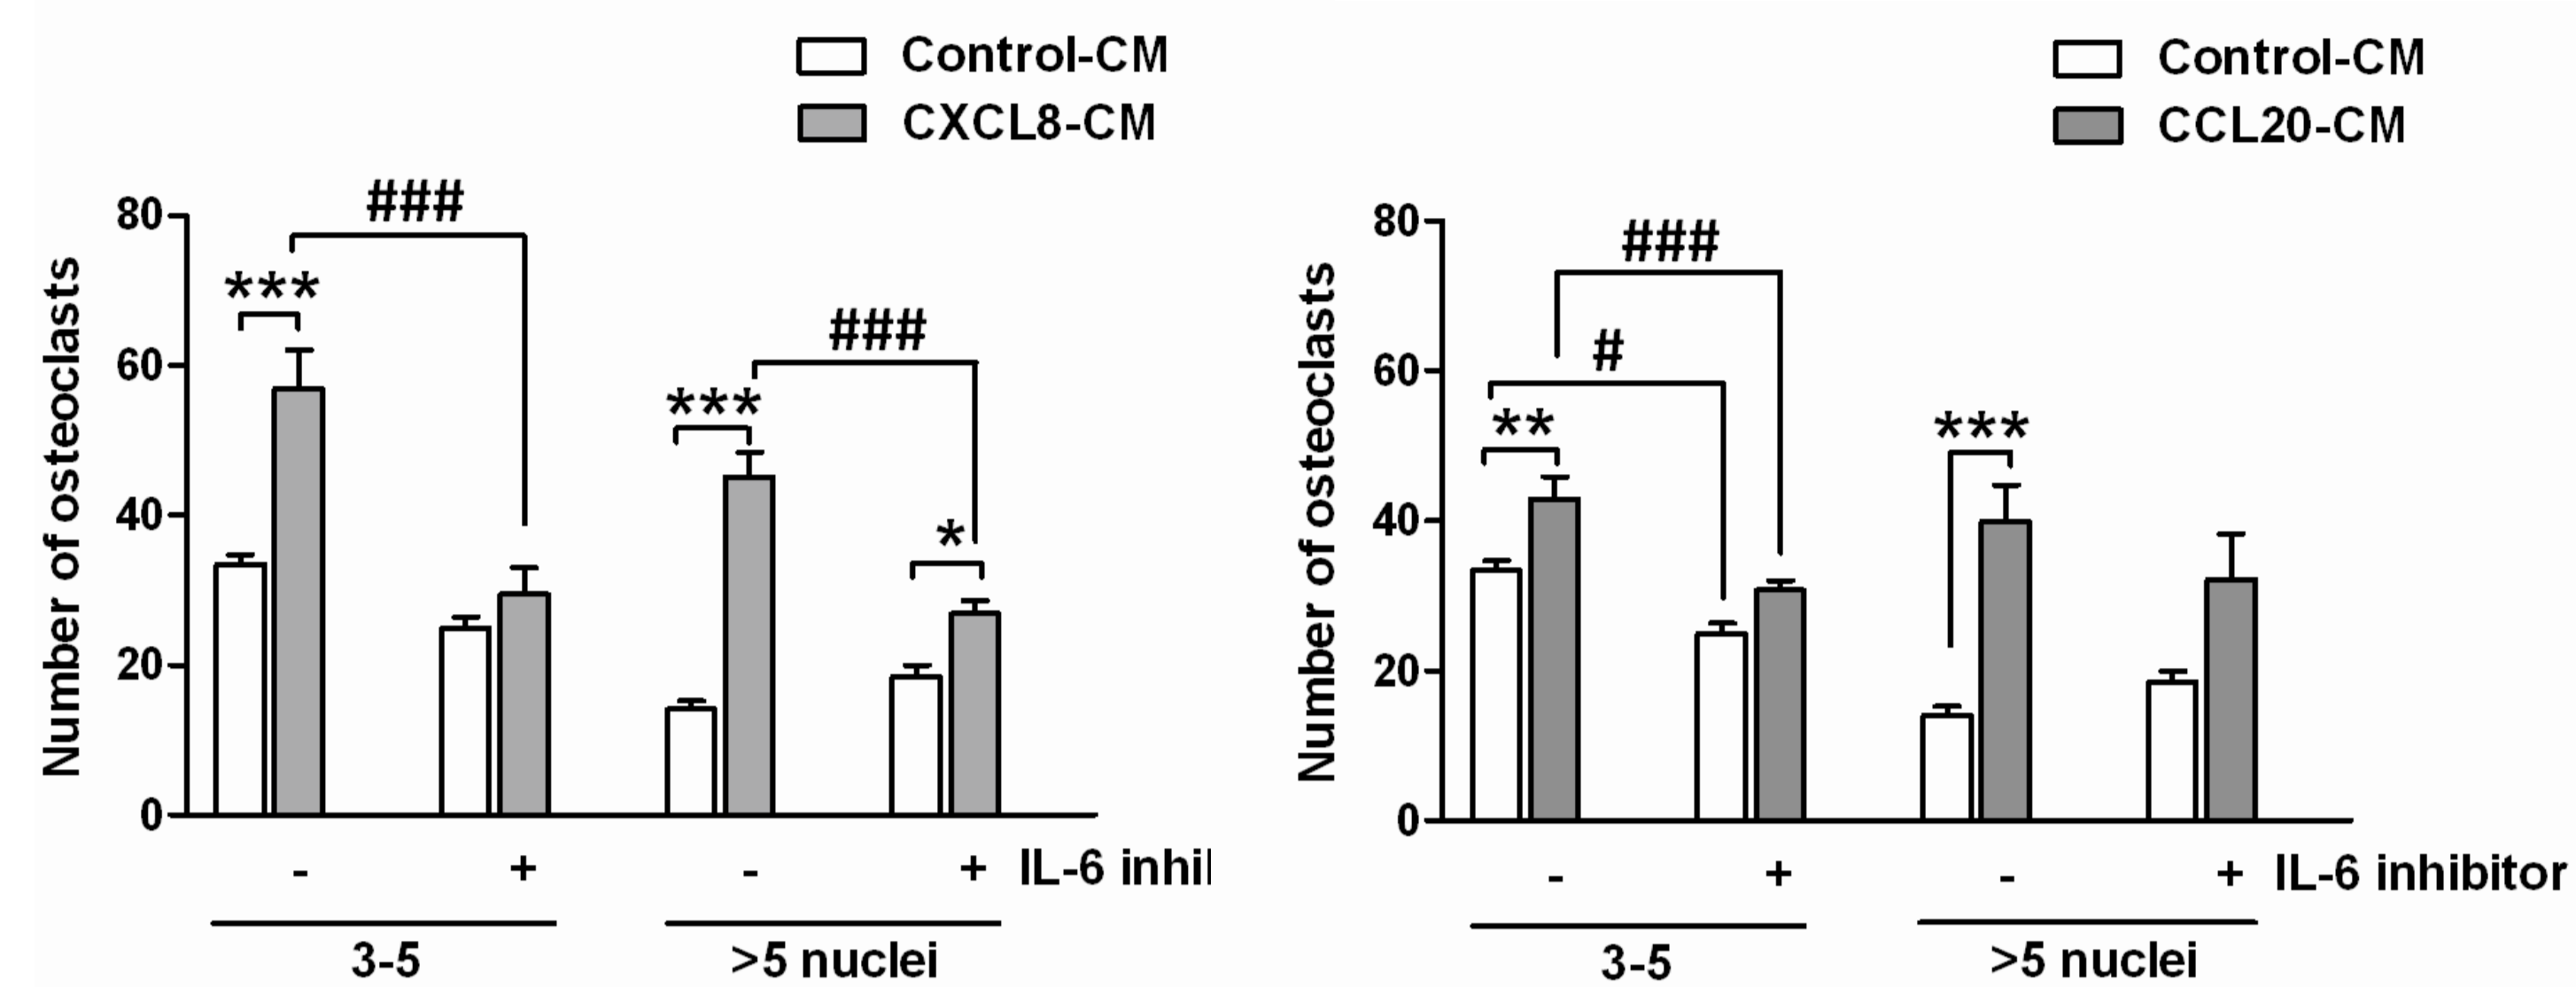 Control-CM
CXCL8-CM
Number of osteoclasts
80
60
40
20
0
###
***
###
***
*
- + - + IL-6 inhil
3-5 >5 nuclei
Control-CM
CCL20-CM
Number of osteoclasts
80
60
40
20
0
###
#
**
***
- + - + IL-6 inhibitor
3-5 >5 nuclei